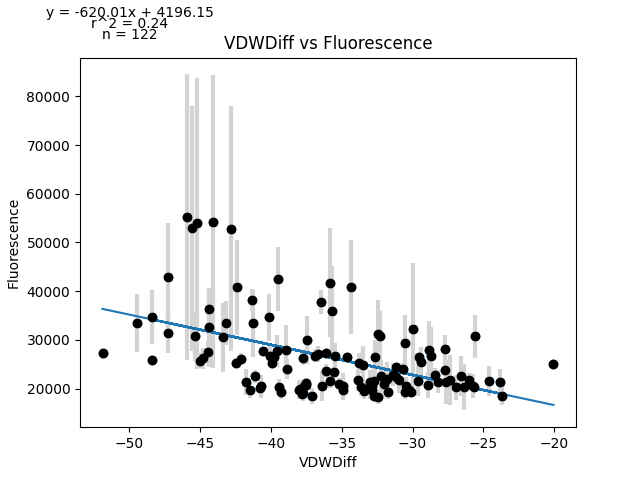 y = -620.01x + 4196.15
r^2 = 0.24
n = 122
VDWDiff vs Fluorescence
80000
70000
60000
50000
40000
30000
20000
Fluorescence
−50 −45 −40 −35 −30 −25 −20
VDWDiff